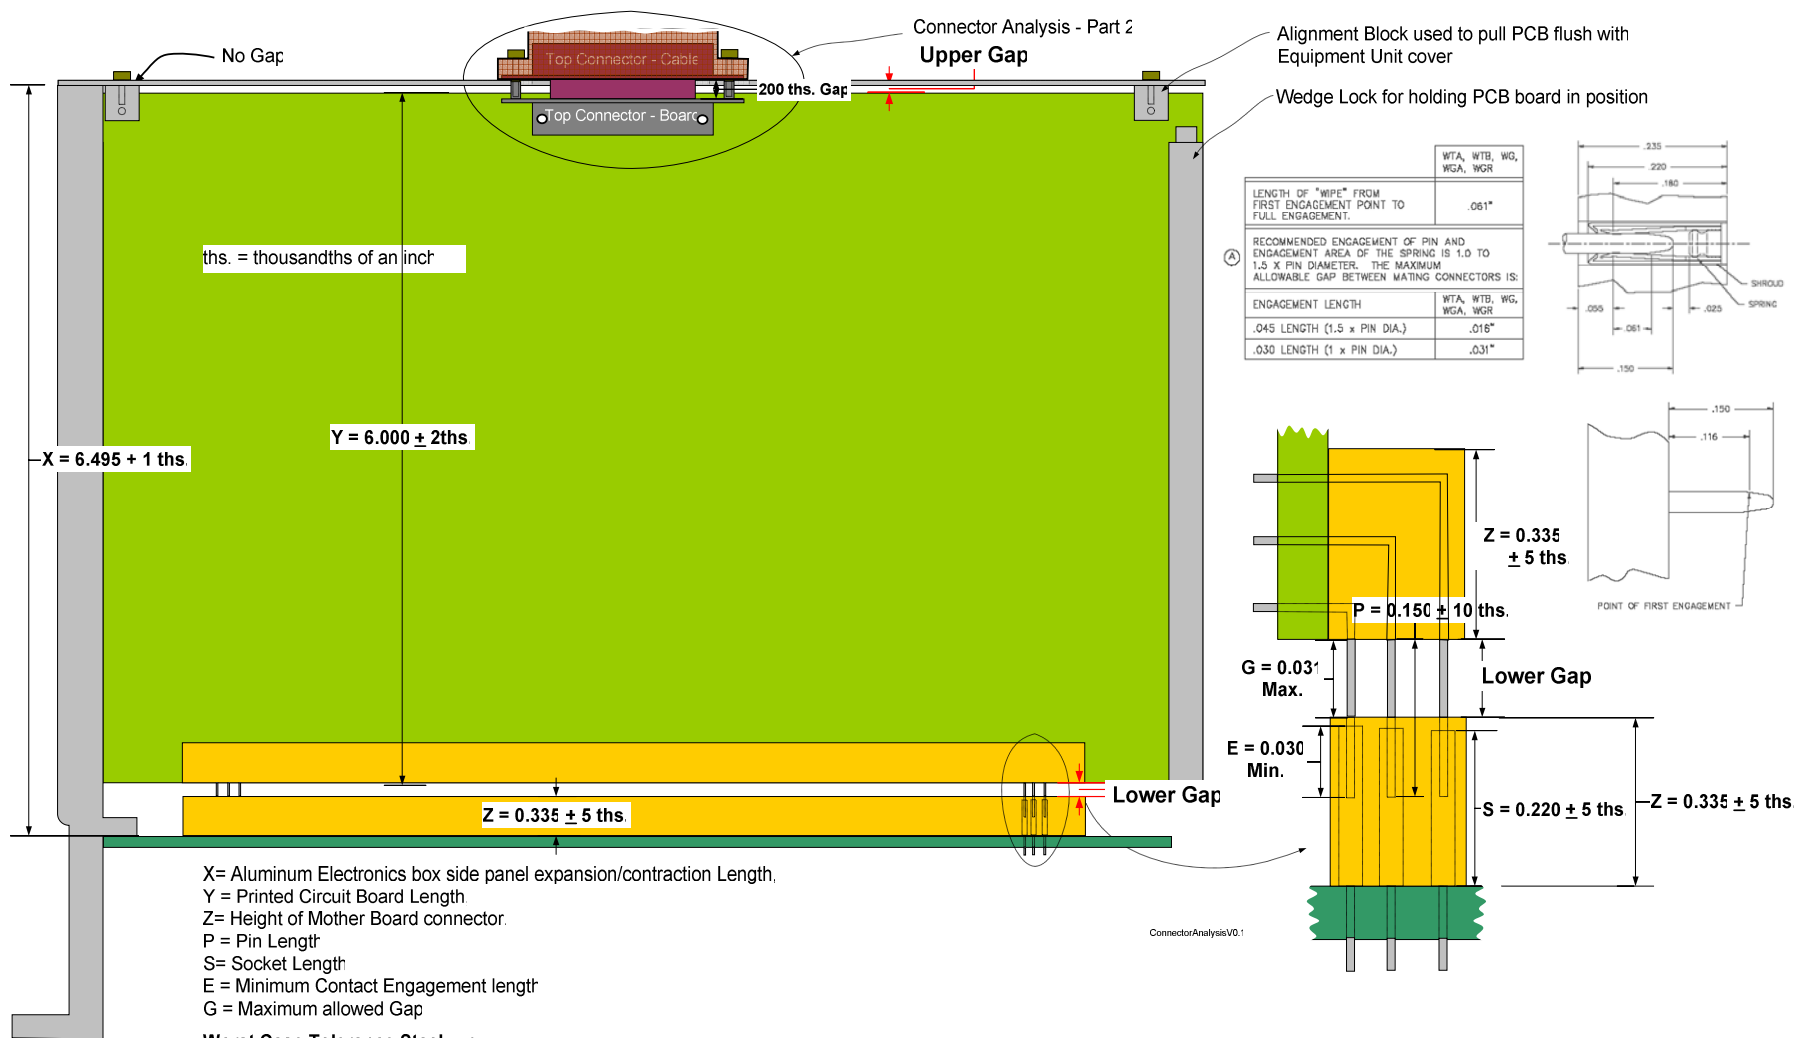 Connector Analysis - Part 2
Upper Gap
No Gap
Alignment Block used to pull PCB flush with
Equipment Unit cover
Wedge Lock for holding PCB board in position
Top Connector - Cable
200 ths. Gap
Top Connector - Board
ths. = thousandths of an inch
Y = 6.000 ± 2ths.
X = 6.495 + 1 ths.
Z = 0.335 ± 5 ths.
Lower Gap
X= Aluminum Electronics box side panel expansion/contraction Length,
Y = Printed Circuit Board Length
Z= Height of Mother Board connector.
P = Pin Length
S= Socket Length
E = Minimum Contact Engagement length
G = Maximum allowed Gap
WTA, WTB, WG,
WGA, WGR
LENGTH OF "WIPE" FROM
FIRST ENGAGEMENT POINT TO
FULL ENGAGEMENT.
.061"
A
RECOMMENDED ENGAGEMENT OF PIN AND
ENGAGEMENT AREA OF THE SPRING IS 1.0 TO
1.5 X PIN DIAMETER. THE MAXIMUM
ALLOWABLE GAP BETWEEN MATING CONNECTORS IS:
ENGAGEMENT LENGTH
WTA, WTB, WG,
WGA, WGR
.045 LENGTH (1.5 x PIN DIA.)
.016"
.030 LENGTH (1 x PIN DIA.)
.031"
.235
.220
.180
SHROUD
SPRING
.055
.025
.061
.150
.150
.116
POINT OF FIRST ENGAGEMENT
Z = 0.335
± 5 ths.
P = 0.150 ± 10 ths.
G = 0.031
Max.
Lower Gap
E = 0.030
Min.
S = 0.220 ± 5 ths.
Z = 0.335 ± 5 ths.
ConnectorAnalysisV0.1